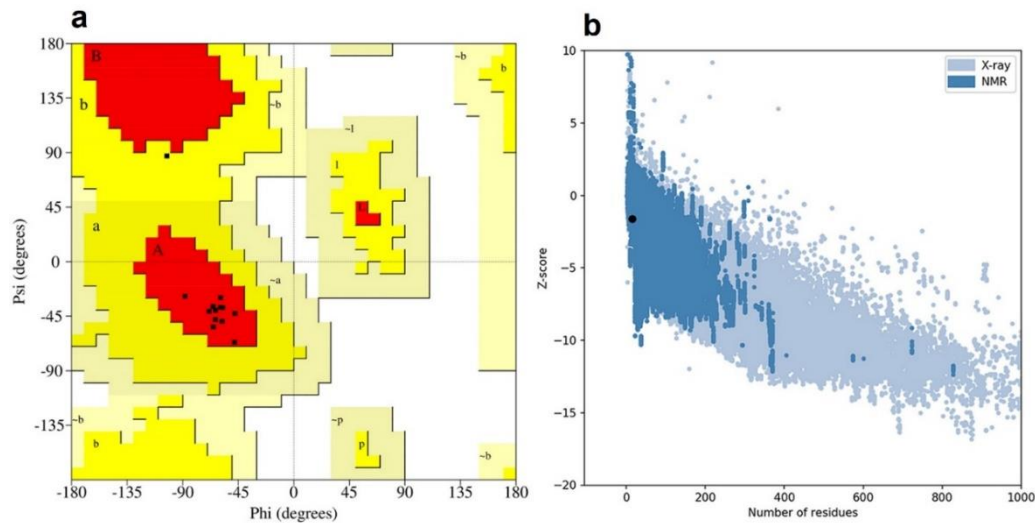 a
180
135
90
45
0
-45
-90
-135
Psi (degrees)
B
b
~b
~l
l
~b
b
a
A
~a
~b
b
~p
p
~b
-180 -135 -90 -45 0 45 90 135 180
Phi (degrees)
b
10
5
0
−5
−10
−15
−20
Z-score
X-ray
NMR
0 200 400 600 800 1000
Number of residues